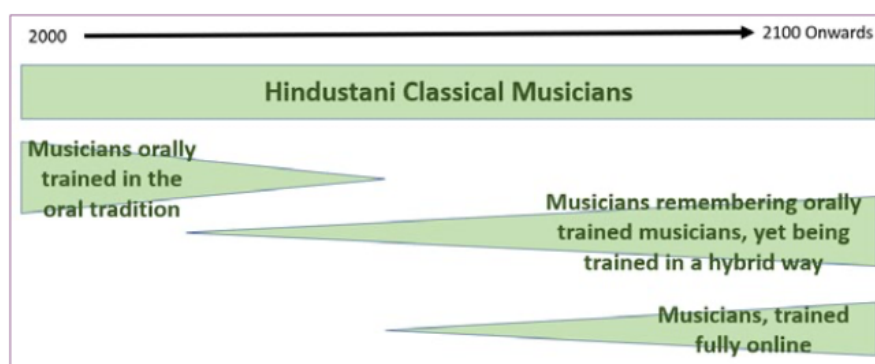 2000
2100 Onwards
Hindustani Classical Musicians
Musicians orally
trained in the
oral tradition
Musicians remembering orally
trained musicians, yet being
trained in a hybrid way
Musicians, trained
fully online